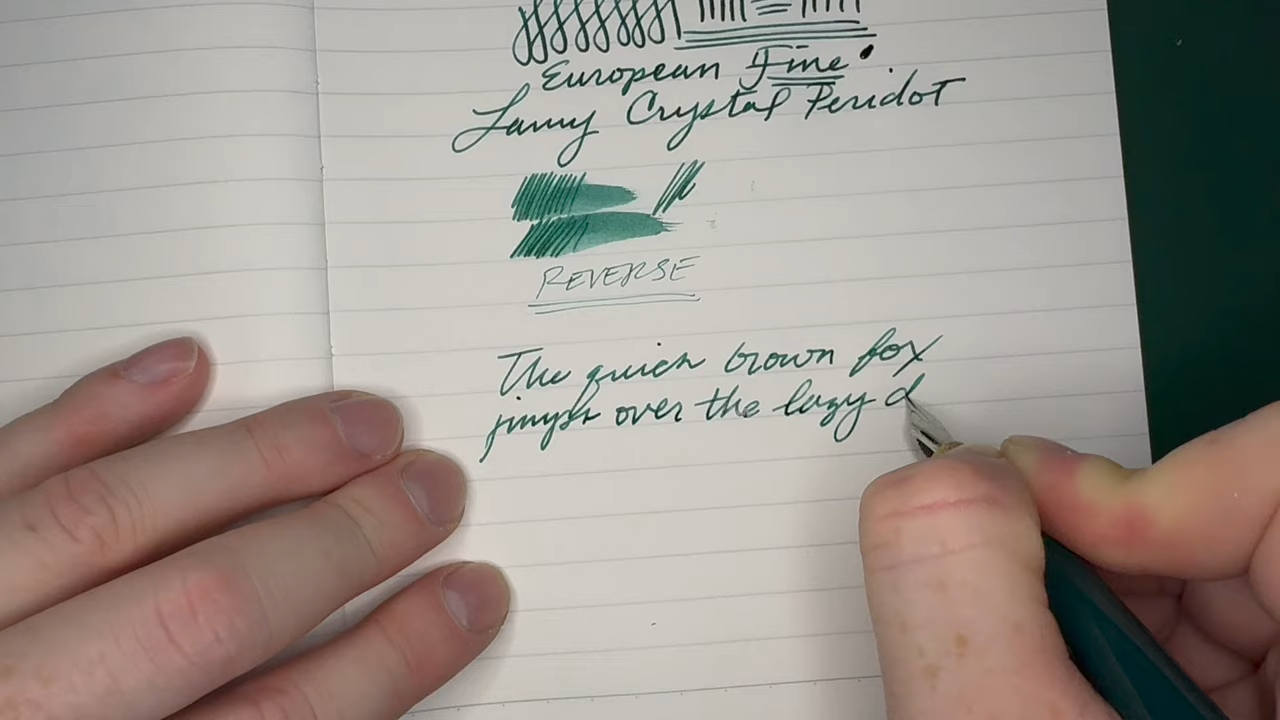 European Fine
Lamy Crystal Peridot
REVERSE
The quick brown fox
jumps over the lazy d